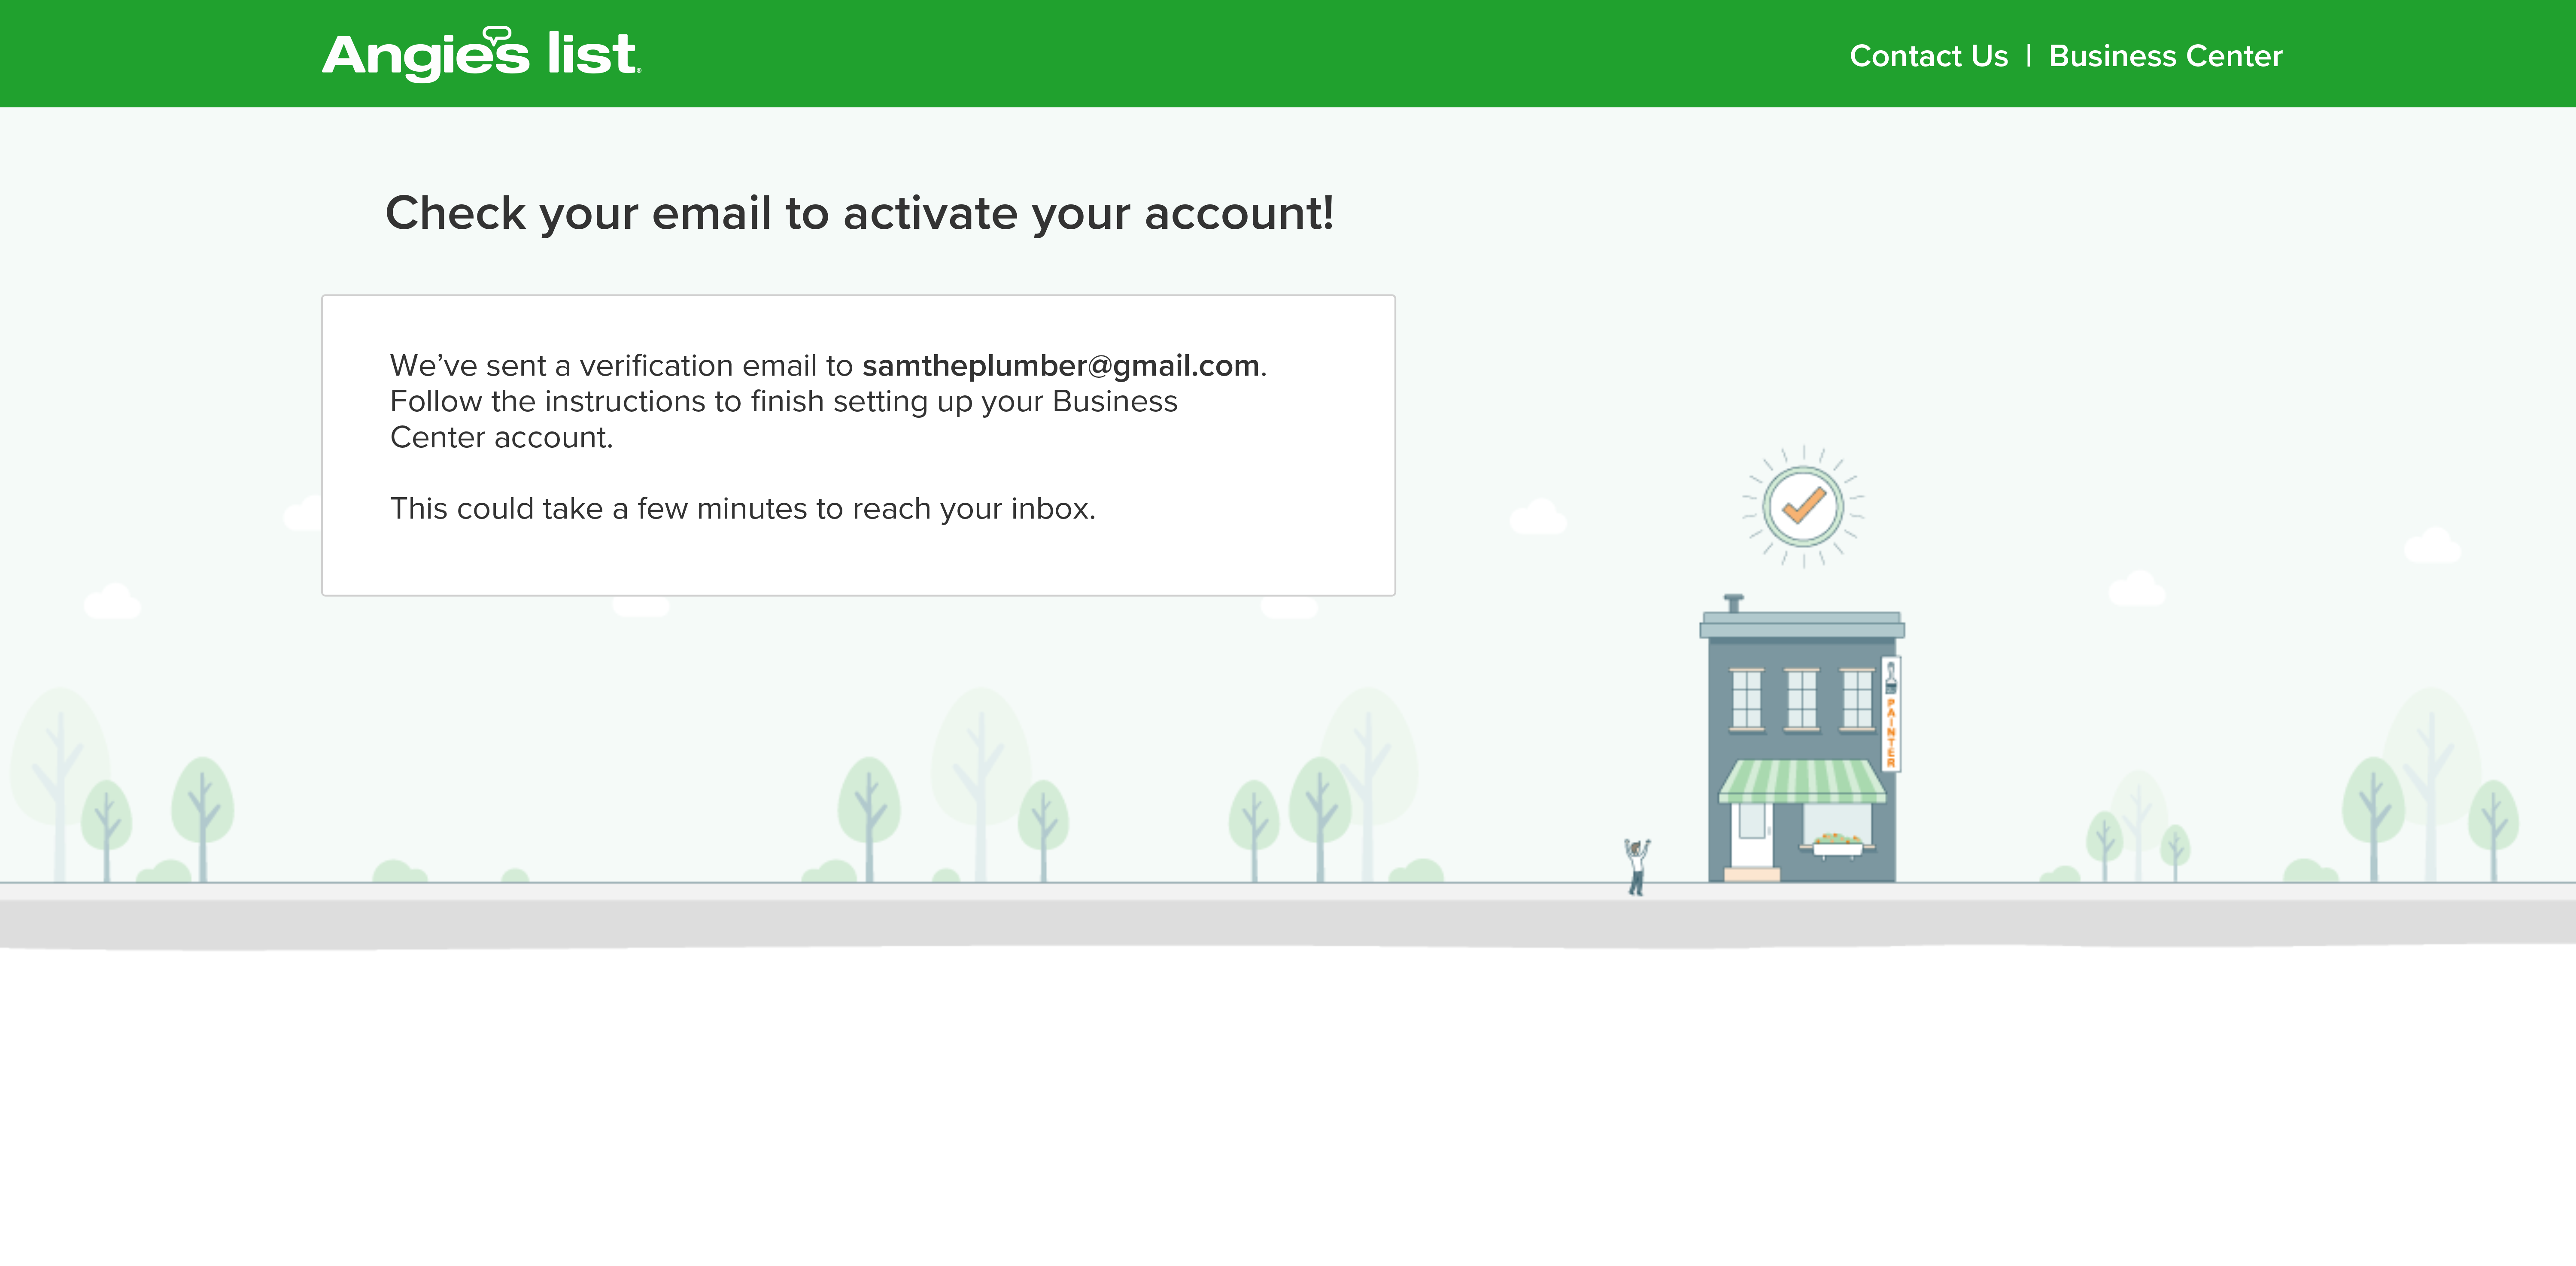 Angie's list
Contact Us | Business Center
Check your email to activate your account!
We’ve sent a verification email to samtheplumber@gmail.com.
Follow the instructions to finish setting up your Business
Center account.
This could take a few minutes to reach your inbox.
PAINTER